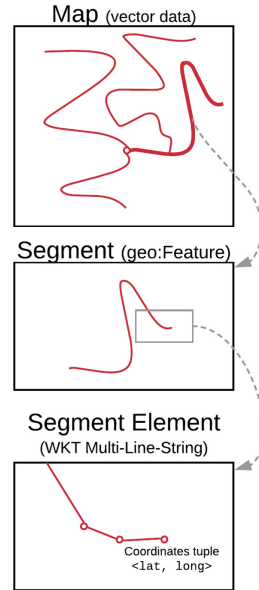 Map (vector data)
Segment (geo:Feature)
Segment Element
(WKT Multi-Line-String)
Coordinates tuple
<lat, long>